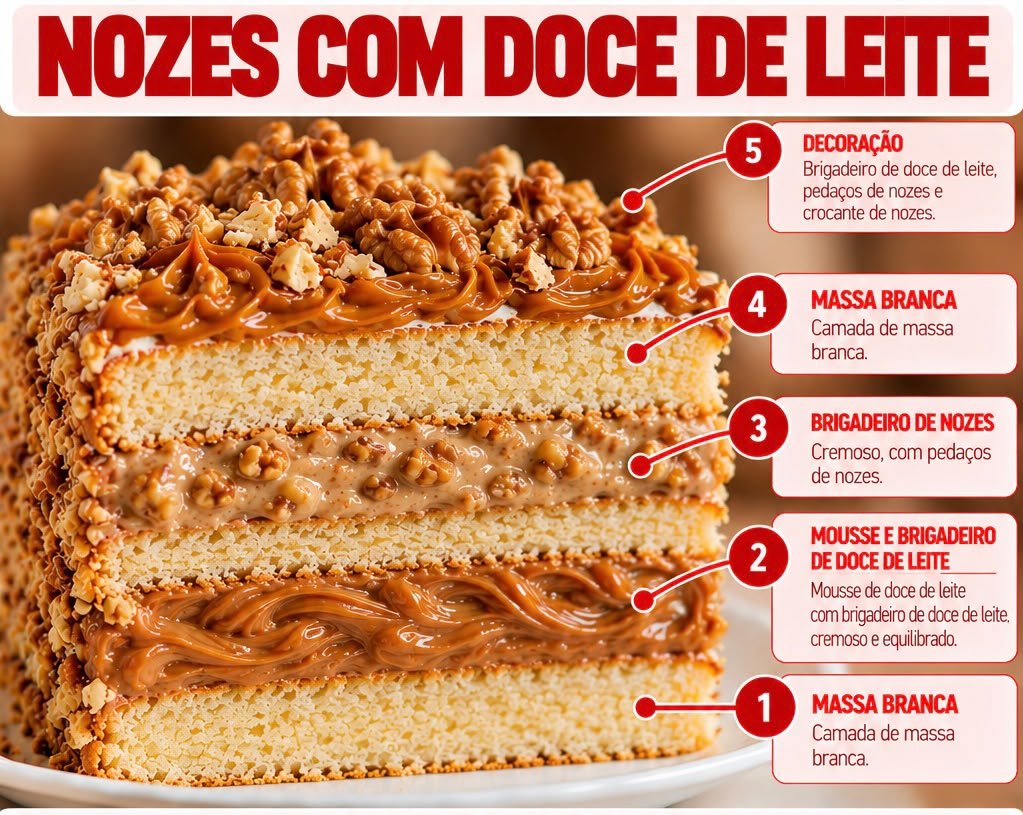 NOZES COM DOCE DE LEITE
5
DECORAÇÃO
Brigadeiro de doce de leite,
pedaços de nozes e
crocante de nozes.
4
MASSA BRANCA
Camada de massa
branca.
3
BRIGADEIRO DE NOZES
Cremoso, com pedaços
de nozes.
2
MOUSSE E BRIGADEIRO
DE DOCE DE LEITE
Mousse de doce de leite
com brigadeiro de doce de leite,
cremoso e equilibrado.
1
MASSA BRANCA
Camada de massa
branca.